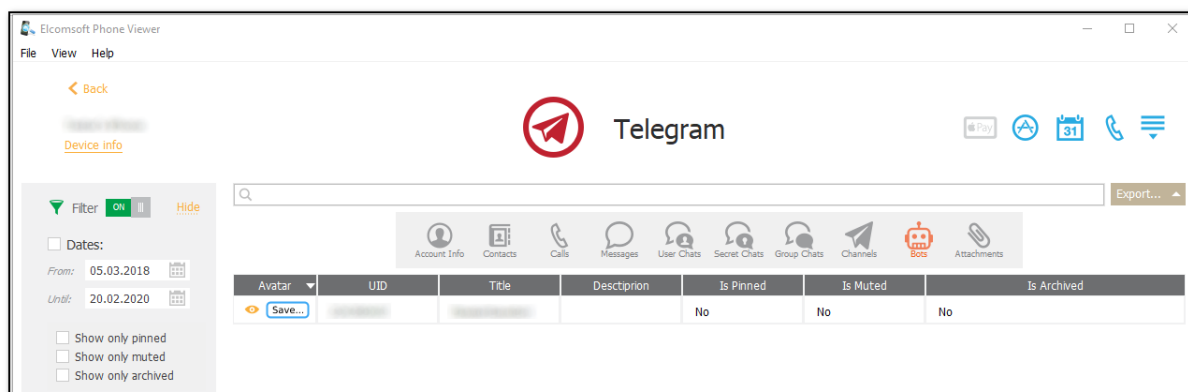 Elcomsoft Phone Viewer
File View Help
Back
Device info
Telegram
Pay
31
Filter ON Hide
Export...
Dates:
From: 05.03.2018
Until: 20.02.2020
Show only pinned
Show only muted
Show only archived
Account Info Contacts Calls Messages User Chats Secret Chats Group Chats Channels Bots Attachments
Avatar UID Title Desctiprion Is Pinned Is Muted Is Archived
Save... No No No